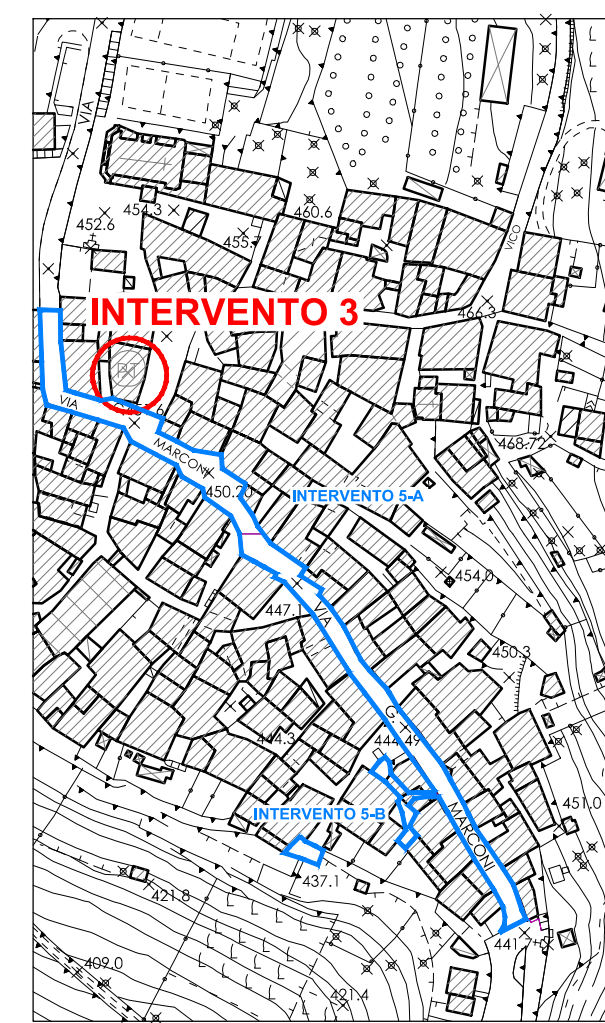 VIA
452.6
454.3
460.6
455.7
VICO
466.3
INTERVENTO 3
VIA
MARCONI
468.72
450.20
INTERVENTO 5-A
454.0
447.1
VIA
450.3
G.
444.3
444.49
451.0
INTERVENTO 5-B
MARCONI
437.1
421.8
441.7
409.0
421.4